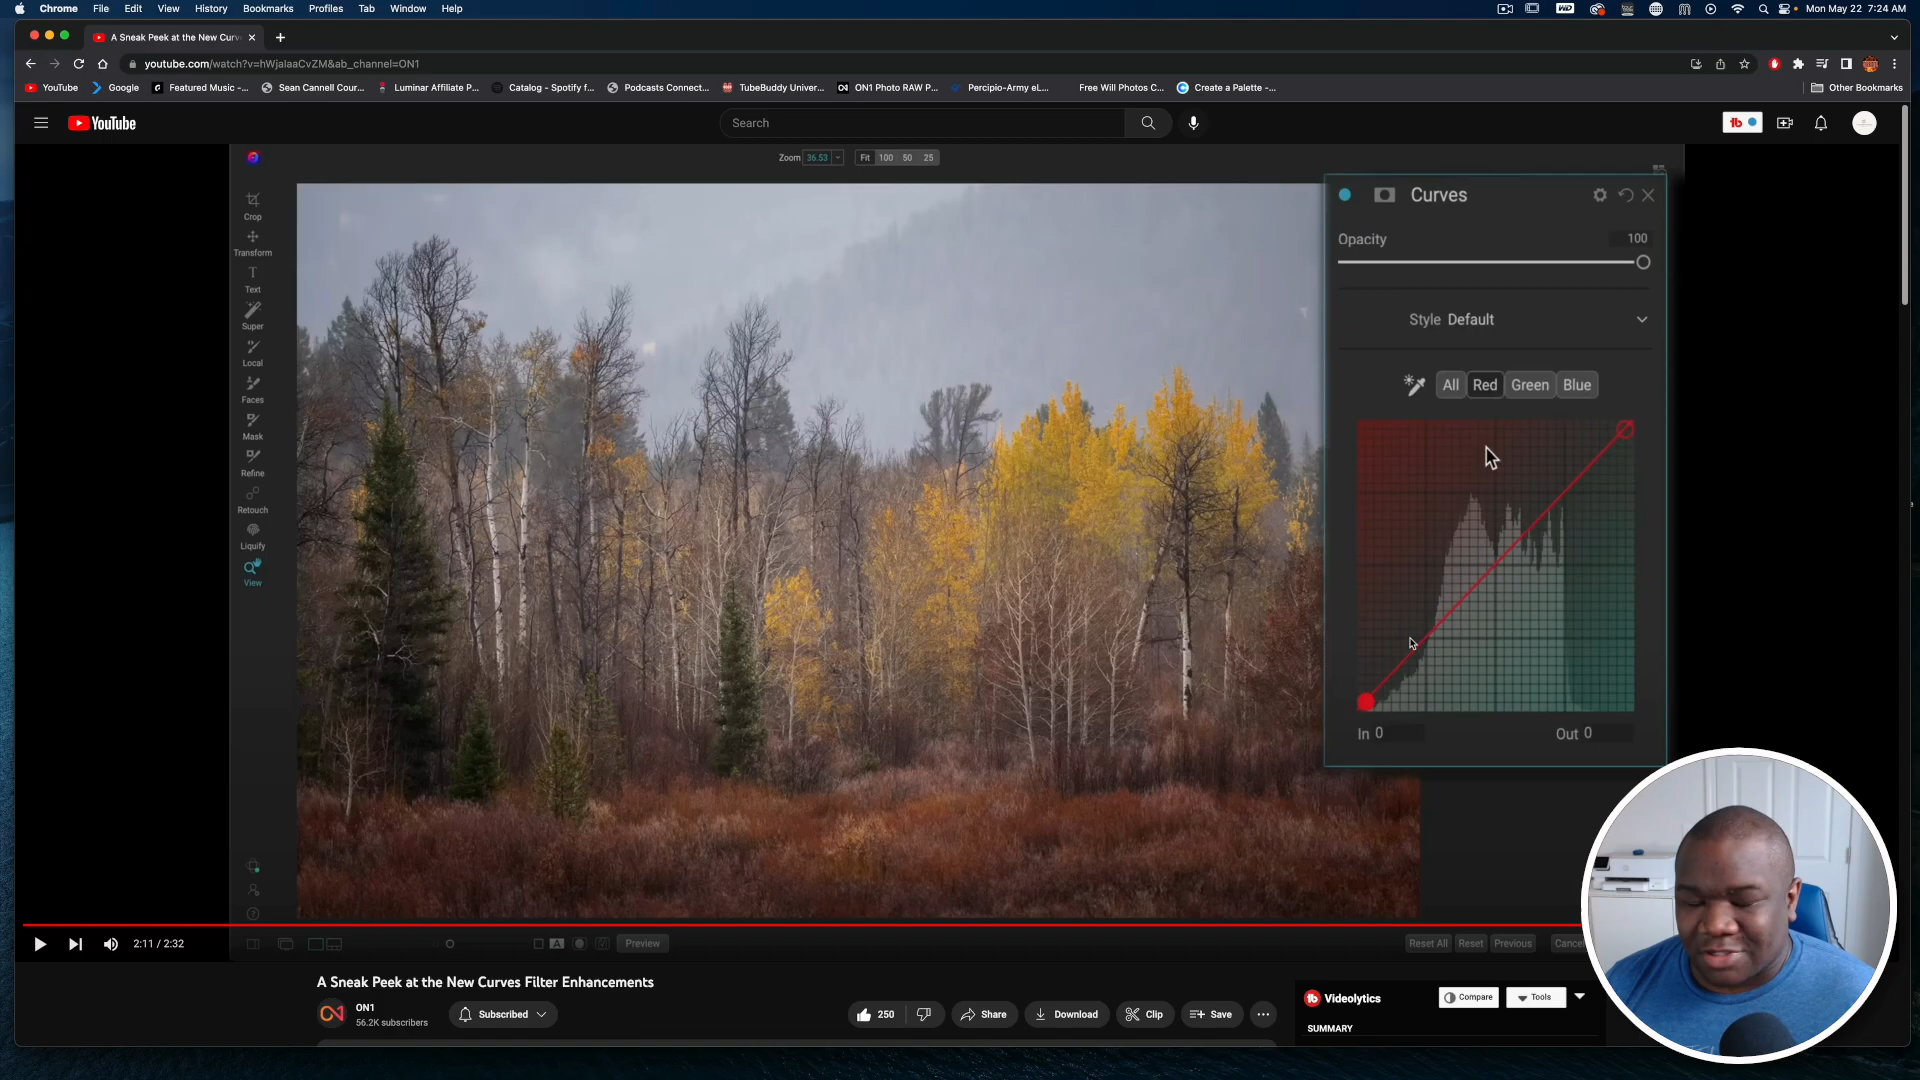 Chrome File Edit View History Bookmarks Profiles Tab Window Help Mon May 22 7:24 AM
A Sneak Peek at the New Curv
youtube.com/watch?v=hWjalaaCvZM&ab_channel=ON1
YouTube Google Featured Music -... Sean Cannell Cour... Luminar Affiliate P... Catalog - Spotify f... Podcasts Connect... TubeBuddy Univer... ON1 Photo RAW P... Percipio-Army eL... Free Will Photos C... Create a Palette -... Other Bookmarks
YouTube Search
Zoom 36.53 Fit 100 50 25
Crop
Transform
Text
Super
Local
Faces
Mask
Refine
Retouch
Liquify
View
Curves
Opacity 100
Style Default
All Red Green Blue
In 0 Out 0
2:11 / 2:32 Preview Reset All Reset Previous Cancel
A Sneak Peek at the New Curves Filter Enhancements
ON1
56.2K subscribers
Subscribed 250 Share Download Clip Save
Videolytics Compare Tools
SUMMARY